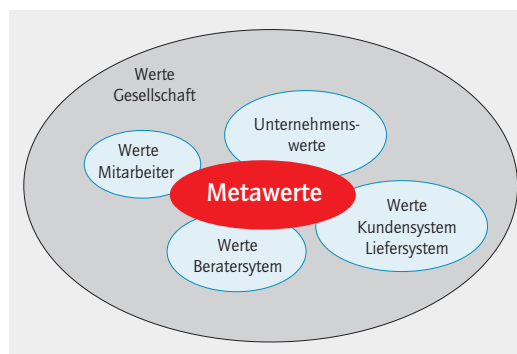 Werte
Gesellschaft
Unternehmens-
werte
Werte
Mitarbeiter
Metawerte
Werte
Kundensystem
Liefersystem
Werte
Beratersytem